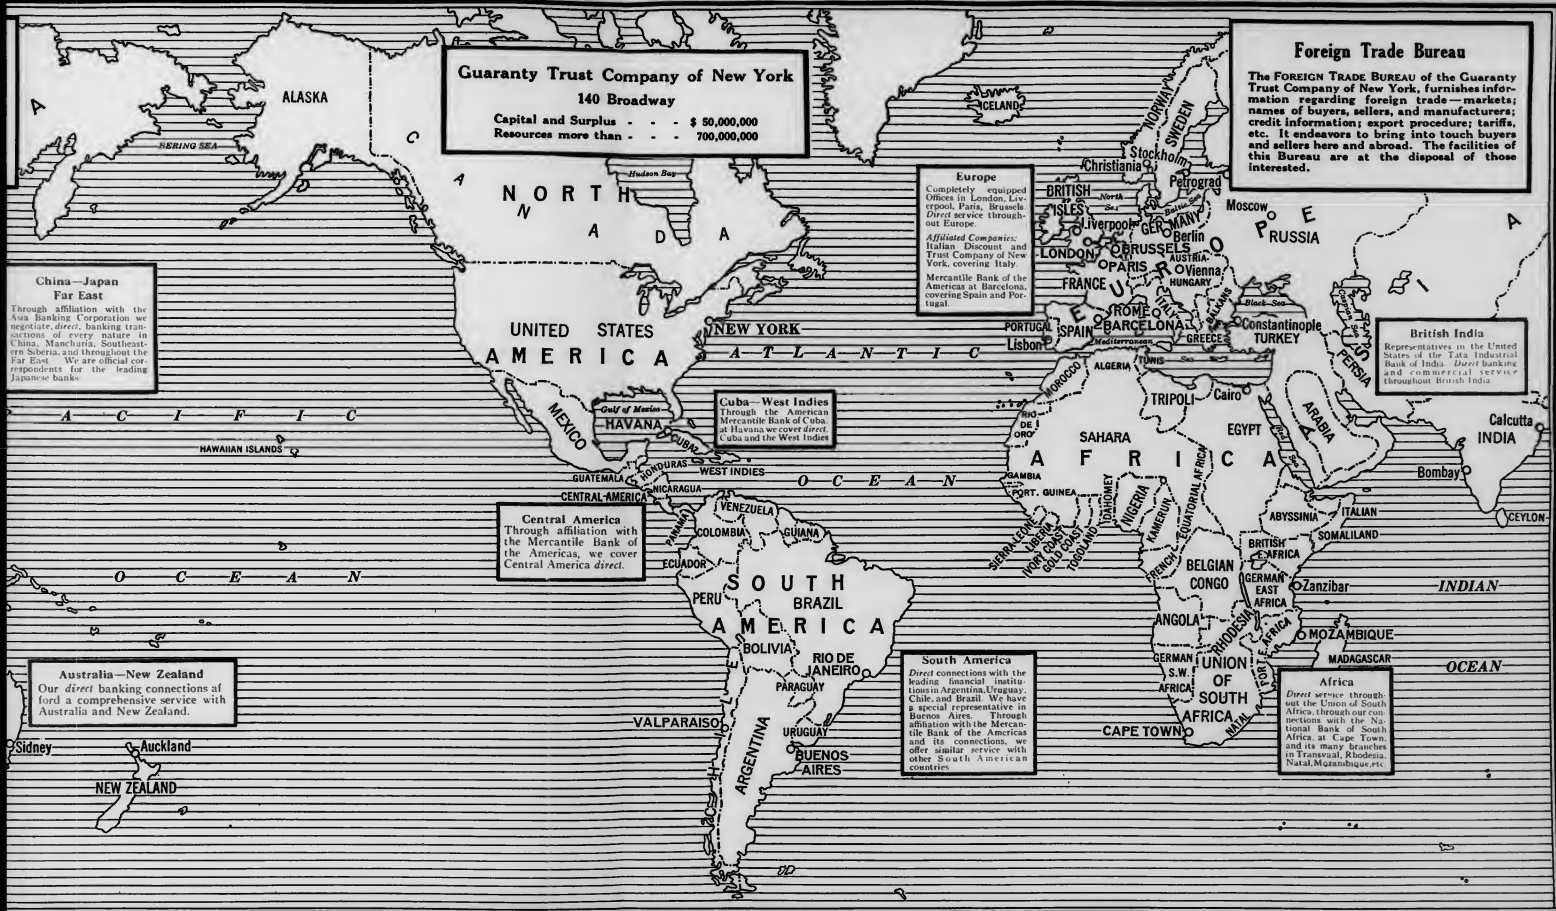 Guaranty Trust Company of New York
140 Broadway
Capital and Surplus - - - $ 50,000,000
Resources more than - - - 700,000,000
Foreign Trade Bureau
The FOREIGN TRADE BUREAU of the Guaranty
Trust Company of New York, furnishes infor-
mation regarding foreign trade—markets;
names of buyers, sellers, and manufacturers;
credit information; export procedure; tariffs,
etc. It endeavors to bring into touch buyers
and sellers here and abroad. The facilities of
this Bureau are at the disposal of those
interested.
Europe
Completely equipped
Offices in London, Liv-
erpool, Paris, Brussels.
Direct service through-
out Europe.
Affiliated Companies:
Italian Discount and
Trust Company of New
York, covering Italy.
Mercantile Bank of the
Americas at Barcelona,
covering Spain and Por-
tugal.
China—Japan
Far East
Through affiliation with the
Asia Banking Corporation we
negotiate, direct, banking tran-
sactions of every nature in
China, Manchuria, Southeast-
ern Siberia, and throughout the
Far East. We are official cor-
respondents for the leading
Japanese banks
British India
Representatives in the United
States of the Tata Industrial
Bank of India. Direct banking
and commercial service
throughout British India
Cuba—West Indies
Through the American
Mercantile Bank of Cuba,
at Havana we cover direct,
Cuba and the West Indies
Central America
Through affiliation with
the Mercantile Bank of
the Americas, we cover
Central America direct.
Australia—New Zealand
Our direct banking connections af
ford a comprehensive service with
Australia and New Zealand.
South America
Direct connections with the
leading financial institu-
tions in Argentina, Uruguay,
Chile, and Brazil. We have
a special representative in
Buenos Aires. Through
affiliation with the Mercan-
tile Bank of the Americas
and its connections, we
offer similar service with
other South American
countries
Africa
Direct service through-
out the Union of South
Africa, through our con-
nections with the Na-
tional Bank of South
Africa, at Cape Town,
and its many branches
in Transvaal, Rhodesia,
Natal, Mozambique, etc
A
ALASKA
BERING SEA
CANADA
Hudson Bay
NORTH
AMERICA
UNITED STATES
NEW YORK
ATLANTIC
OCEAN
MEXICO
Gulf of Mexico
HAVANA
CUBA
WEST INDIES
GUATEMALA
HONDURAS
NICARAGUA
CENTRAL AMERICA
PANAMA
ACIFIC
OCEAN
HAWAIIAN ISLANDS
Sidney
Auckland
NEW ZEALAND
VENEZUELA
COLOMBIA
GUIANA
ECUADOR
SOUTH
AMERICA
PERU
BRAZIL
BOLIVIA
RIO DE
JANEIRO
PARAGUAY
CHILE
VALPARAISO
ARGENTINA
URUGUAY
BUENOS
AIRES
ICELAND
NORWAY
SWEDEN
Stockholm
Christiania
Petrograd
BRITISH
ISLES
North
Sea
Baltic Sea
Liverpool
LONDON
GERMANY
Berlin
Moscow
RUSSIA
EUROPE
BRUSSELS
PARIS
FRANCE
AUSTRIA-
HUNGARY
Vienna
ITALY
ROME
BALKANS
Black Sea
Caspian Sea
PORTUGAL
Lisbon
SPAIN
BARCELONA
Mediterranean
Sea
GREECE
Constantinople
TURKEY
PERSIA
ASIA
ARABIA
Red
Sea
Calcutta
INDIA
Bombay
CEYLON
MOROCCO
ALGERIA
TUNIS
TRIPOLI
Cairo
EGYPT
RIO
DE
ORO
SAHARA
AFRICA
GAMBIA
PORT. GUINEA
SIERRA LEONE
LIBERIA
IVORY COAST
GOLD COAST
TOGOLAND
DAHOMEY
NIGERIA
KAMERUN
FRENCH EQUATORIAL AFRICA
ABYSSINIA
ITALIAN
SOMALILAND
BRITISH
E. AFRICA
BELGIAN
CONGO
GERMAN
EAST
AFRICA
Zanzibar
INDIAN
OCEAN
ANGOLA
RHODESIA
PORT. E. AFRICA
MOZAMBIQUE
MADAGASCAR
GERMAN
S.W.
AFRICA
UNION
OF
SOUTH
AFRICA
NATAL
CAPE TOWN